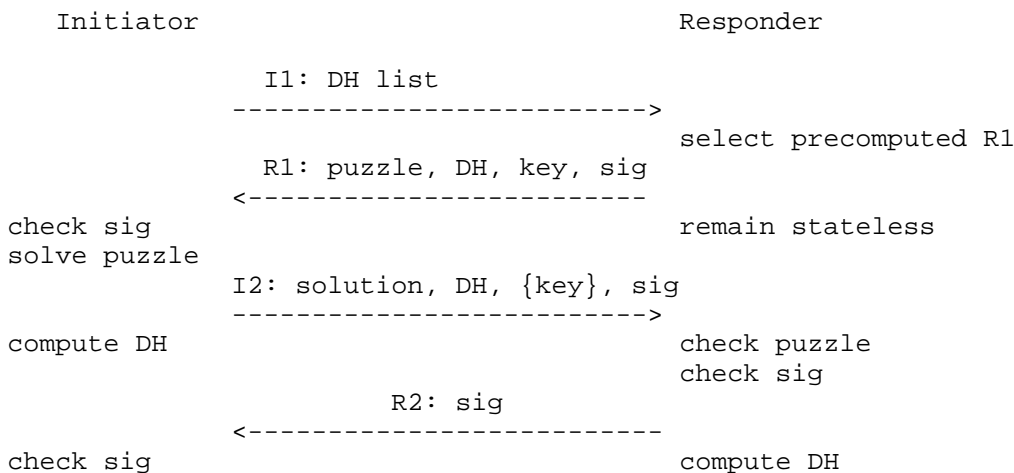 Initiator                              Responder
I1: DH list
-------------------------->
select precomputed R1
R1: puzzle, DH, key, sig
<-------------------------
check sig                              remain stateless
solve puzzle
I2: solution, DH, {key}, sig
-------------------------->
compute DH                             check puzzle
check sig
R2: sig
<--------------------------
check sig                              compute DH